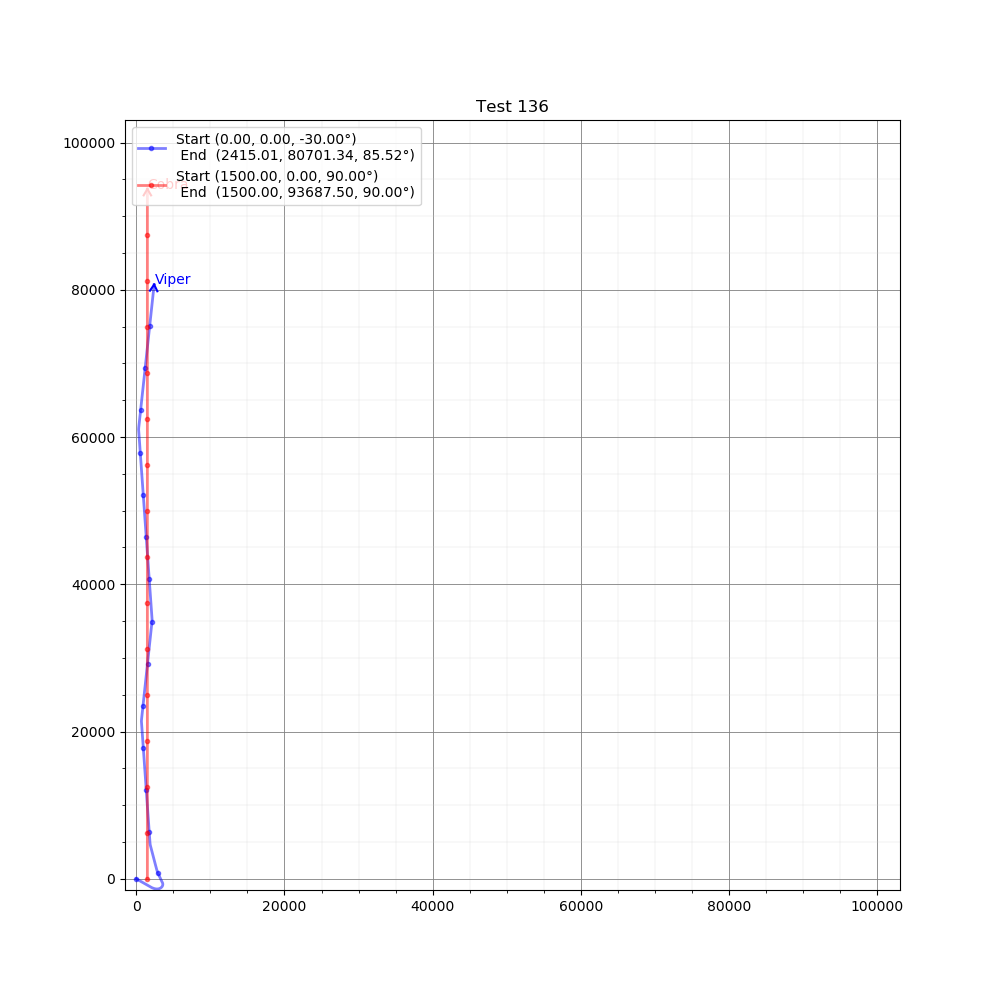 Test 136
Start (0.00, 0.00, -30.00°)
End  (2415.01, 80701.34, 85.52°)
Start (1500.00, 0.00, 90.00°)
End  (1500.00, 93687.50, 90.00°)
Cobra
Viper
100000
80000
60000
40000
20000
0
0 20000 40000 60000 80000 100000